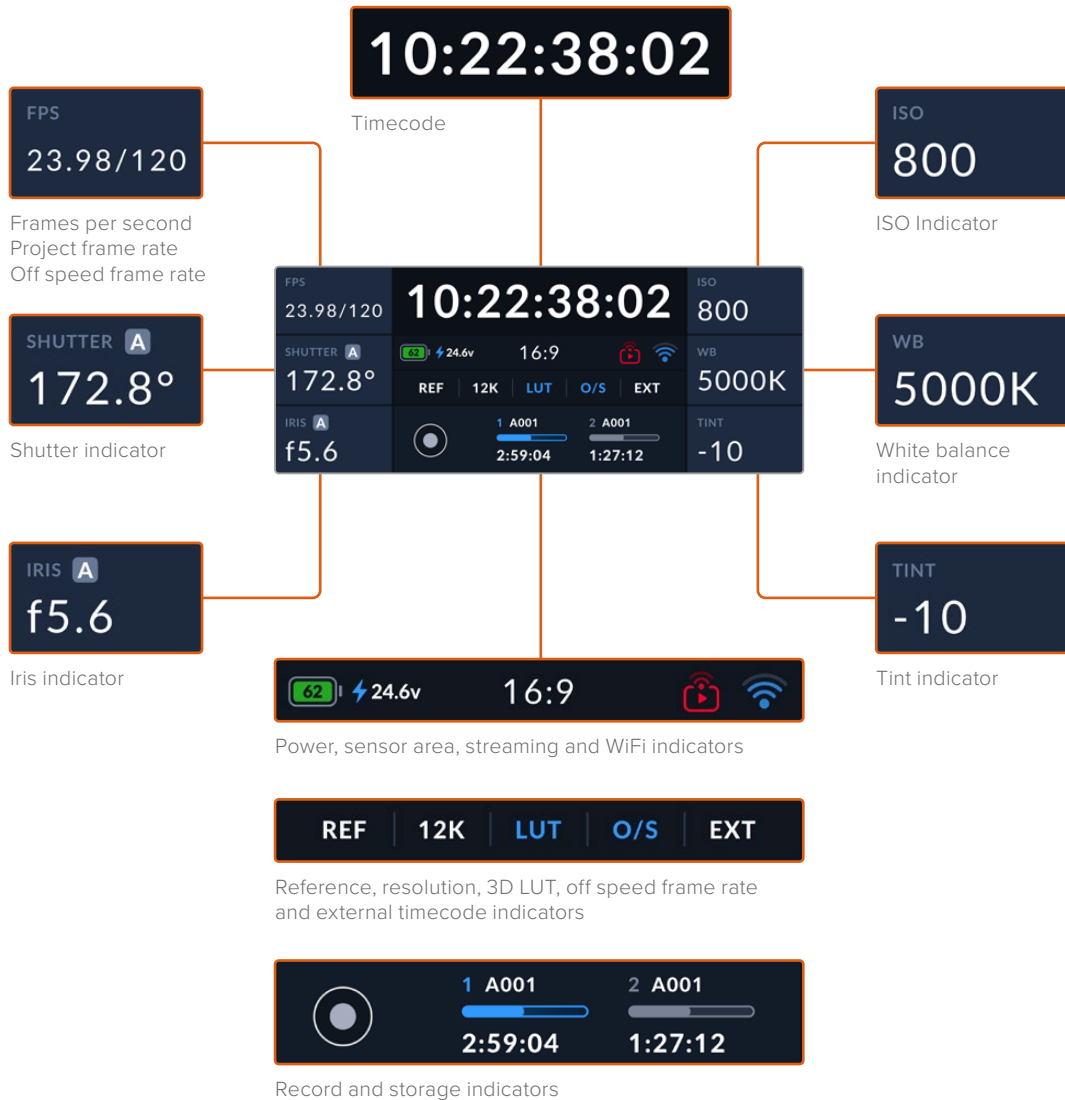 10:22:38:02
Timecode
FPS
23.98/120
Frames per second
Project frame rate
Off speed frame rate
ISO
800
ISO Indicator
SHUTTER A
172.8°
Shutter indicator
FPS
23.98/120
10:22:38:02
ISO
800
SHUTTER A
172.8°
62 24.6v 16:9
WB
5000K
REF 12K LUT O/S EXT
IRIS A
f5.6
1 A001 2 A001
2:59:04 1:27:12
TINT
-10
WB
5000K
White balance
indicator
IRIS A
f5.6
Iris indicator
TINT
-10
Tint indicator
62 24.6v 16:9
Power, sensor area, streaming and WiFi indicators
REF 12K LUT O/S EXT
Reference, resolution, 3D LUT, off speed frame rate
and external timecode indicators
1 A001 2 A001
2:59:04 1:27:12
Record and storage indicators